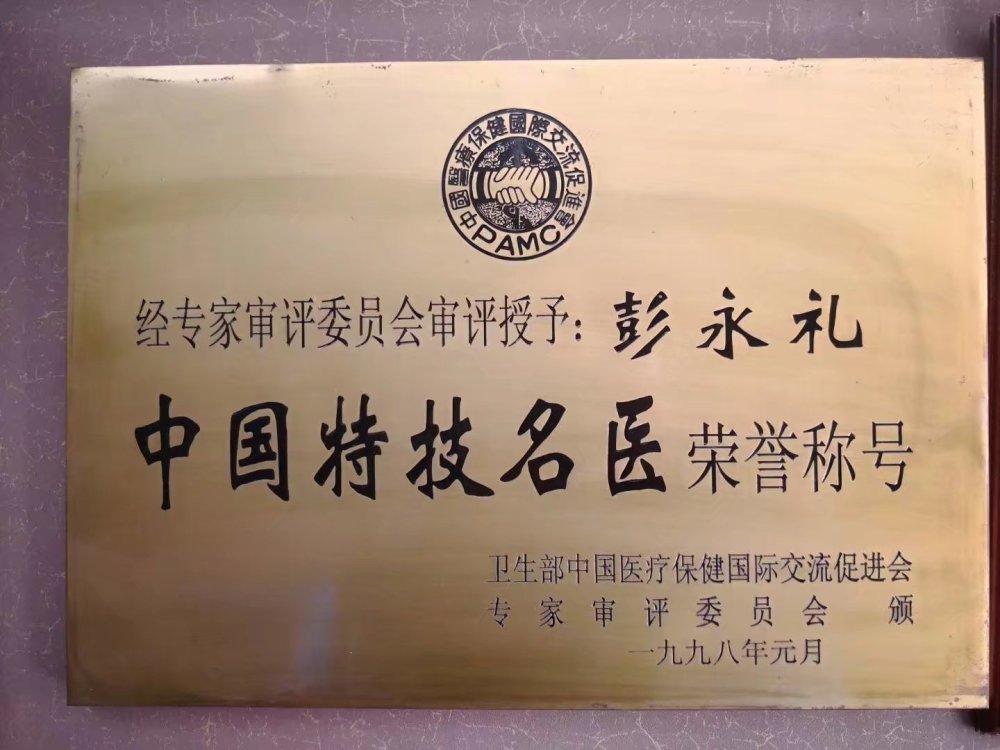 中國醫療保健國際交流促進會
PAMC
经专家审评委员会审评授予：彭永礼
中国特技名医荣誉称号
卫生部中国医疗保健国际交流促进会
专家审评委员会 颁
一九九八年元月